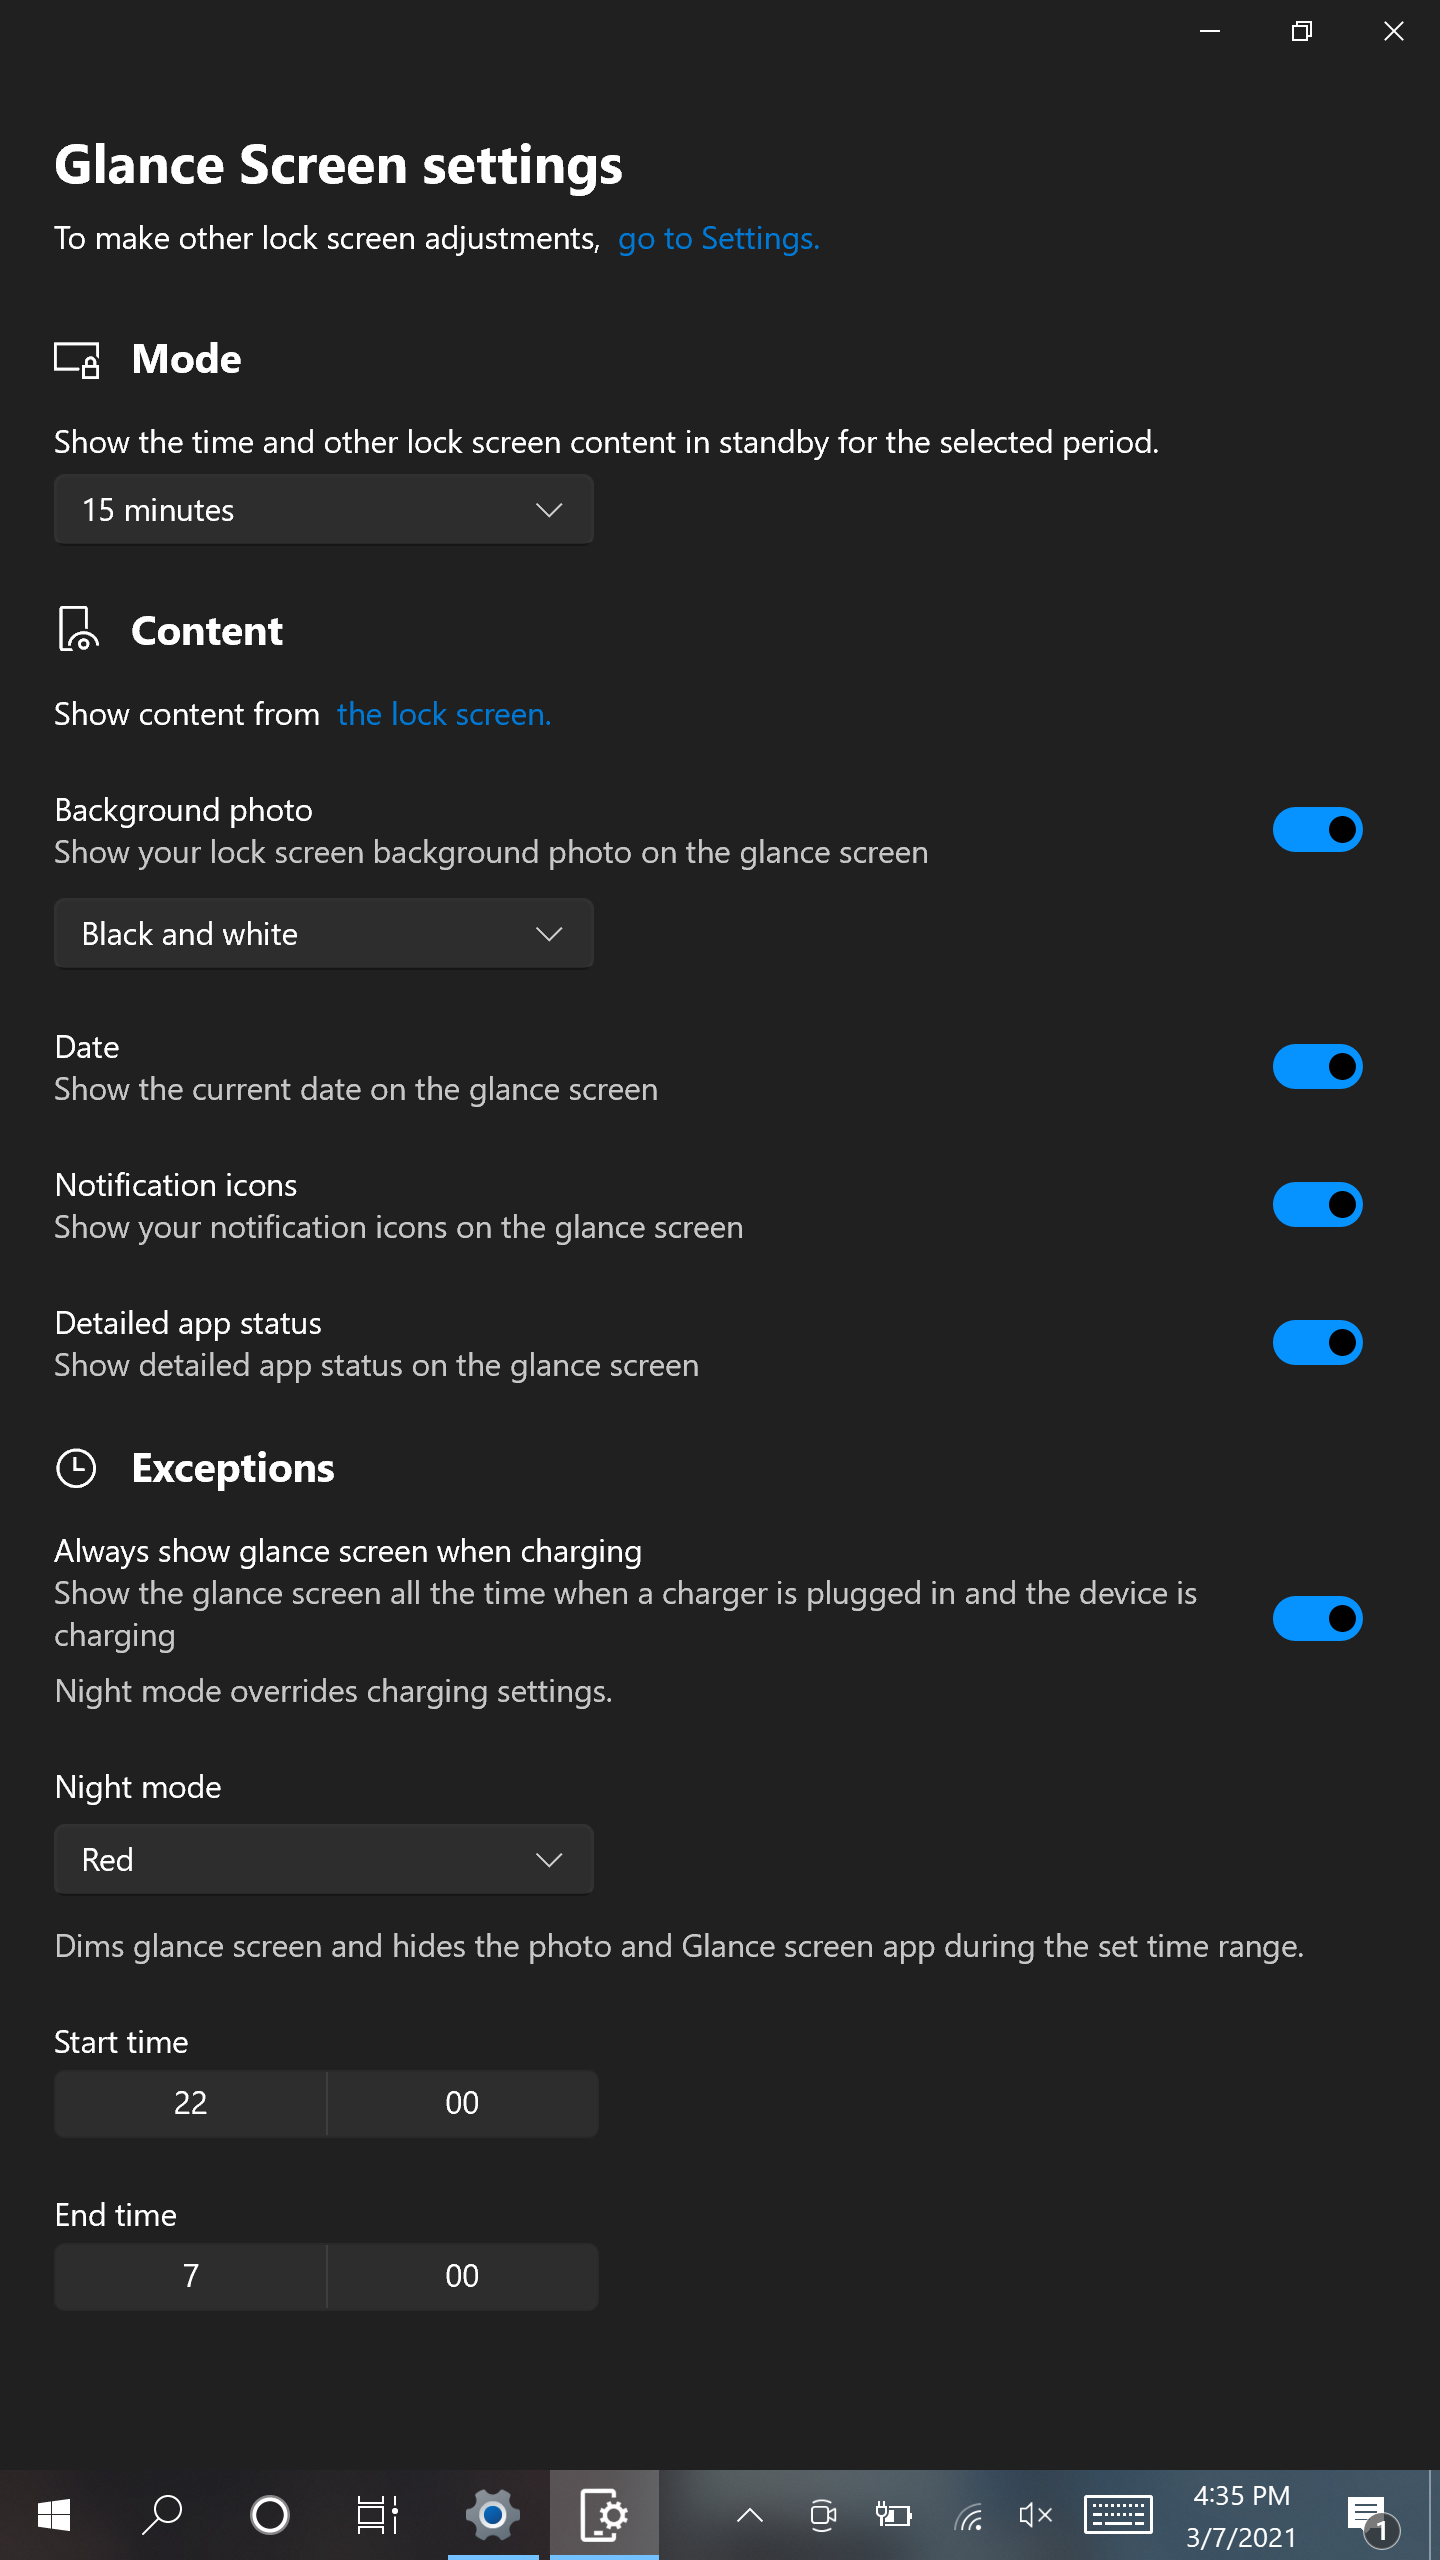 Glance Screen settings
To make other lock screen adjustments, go to Settings.
Mode
Show the time and other lock screen content in standby for the selected period.
15 minutes
Content
Show content from the lock screen.
Background photo
Show your lock screen background photo on the glance screen
Black and white
Date
Show the current date on the glance screen
Notification icons
Show your notification icons on the glance screen
Detailed app status
Show detailed app status on the glance screen
Exceptions
Always show glance screen when charging
Show the glance screen all the time when a charger is plugged in and the device is
charging
Night mode overrides charging settings.
Night mode
Red
Dims glance screen and hides the photo and Glance screen app during the set time range.
Start time
22 00
End time
7 00
4:35 PM
3/7/2021
1